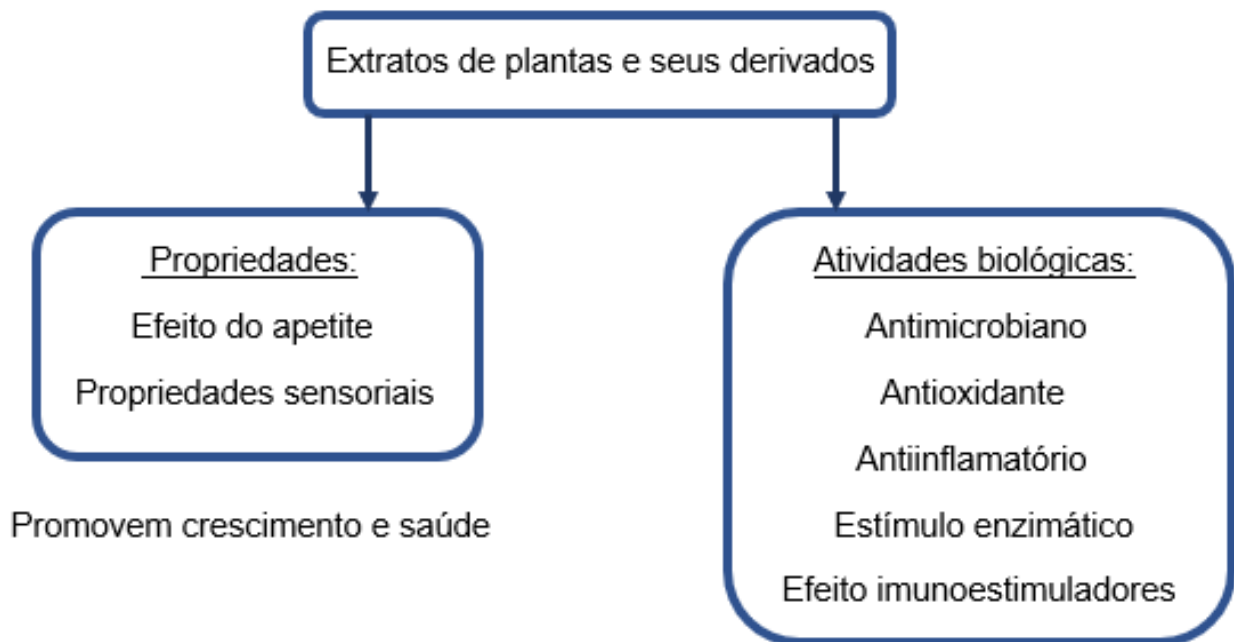 Extratos de plantas e seus derivados
Propriedades:
Efeito do apetite
Propriedades sensoriais
Promovem crescimento e saúde
Atividades biológicas:
Antimicrobiano
Antioxidante
Antiinflamatório
Estímulo enzimático
Efeito imunoestimuladores